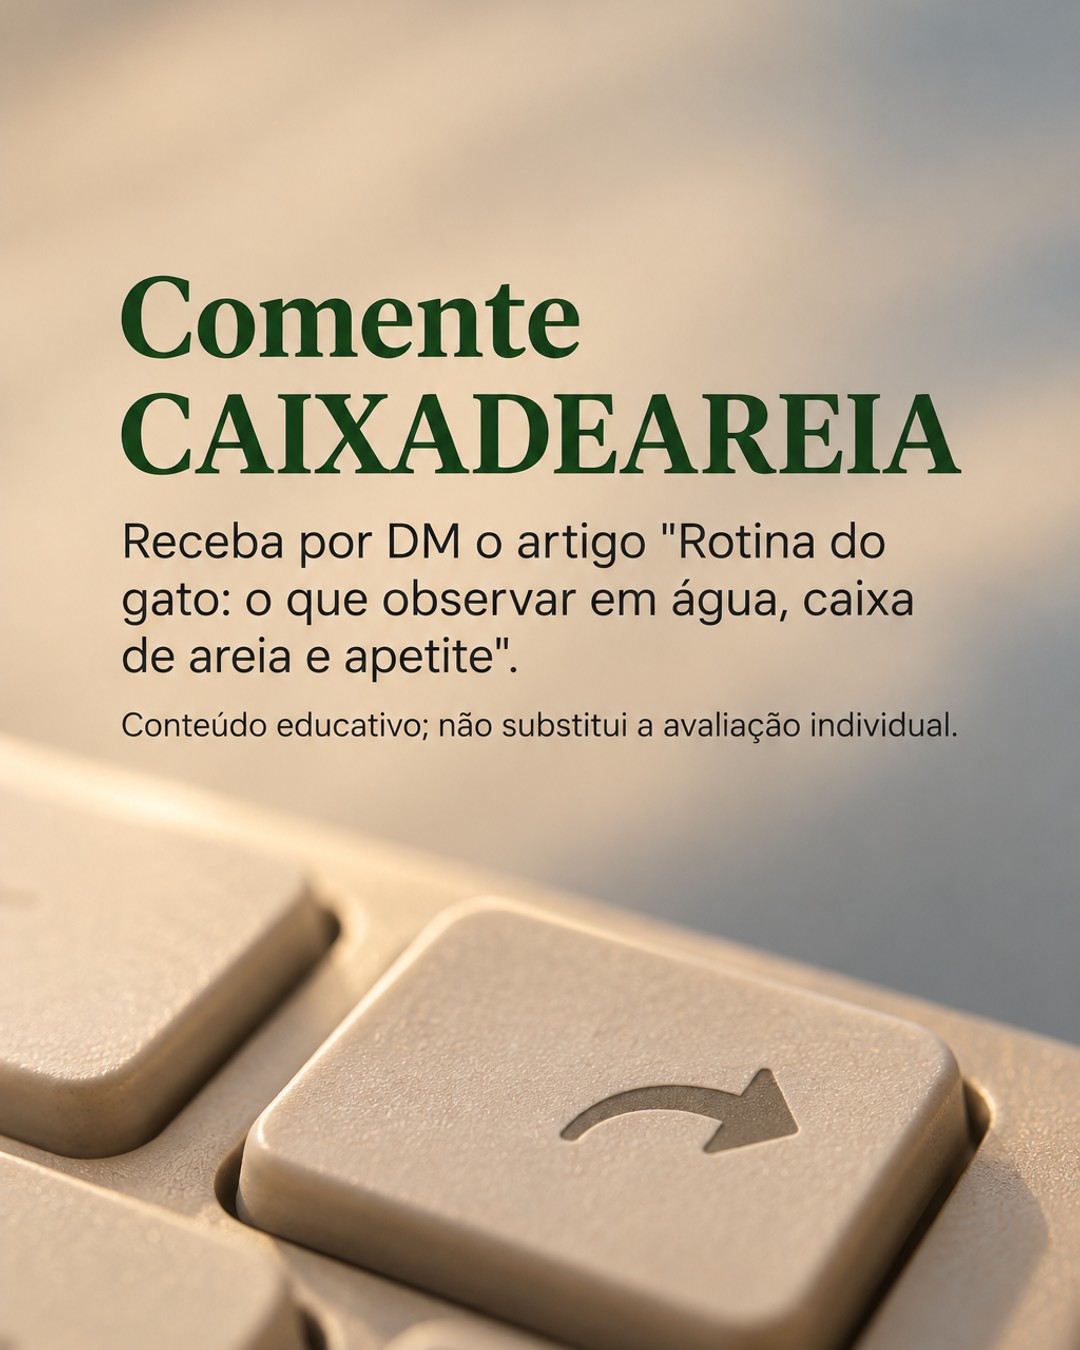 Comente
CAIXADEAREIA
Receba por DM o artigo "Rotina do
gato: o que observar em água, caixa
de areia e apetite".
Conteúdo educativo; não substitui a avaliação individual.